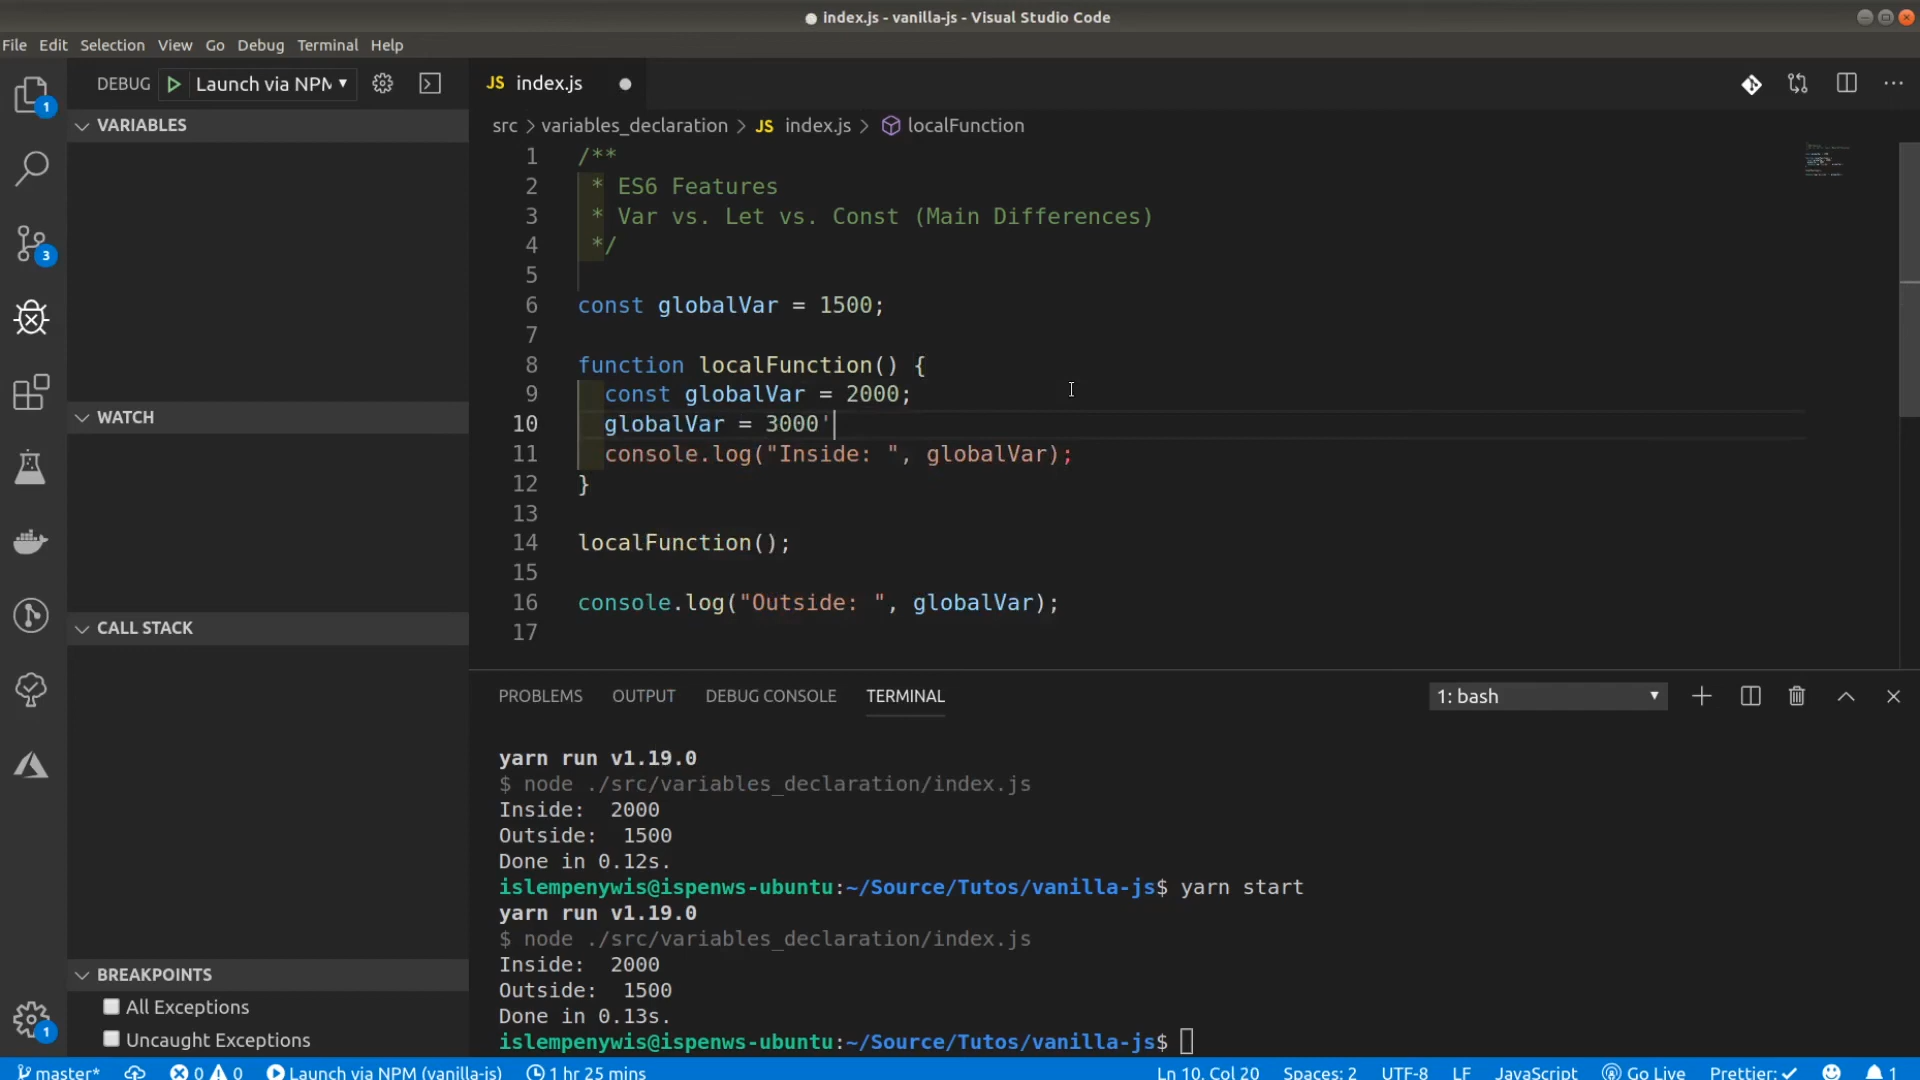 index.js - vanilla-js - Visual Studio Code
File Edit Selection View Go Debug Terminal Help
DEBUG Launch via NPM
JS index.js
1
VARIABLES
src > variables_declaration > JS index.js > localFunction
1 /**
2 * ES6 Features
3 * Var vs. Let vs. Const (Main Differences)
4 */
5
6 const globalVar = 1500;
7
8 function localFunction() {
9 const globalVar = 2000;
10 globalVar = 3000'
11 console.log("Inside: ", globalVar);
12 }
13
14 localFunction();
15
16 console.log("Outside: ", globalVar);
17
3
WATCH
CALL STACK
BREAKPOINTS
All Exceptions
Uncaught Exceptions
1
PROBLEMS OUTPUT DEBUG CONSOLE TERMINAL 1: bash
yarn run v1.19.0
$ node ./src/variables_declaration/index.js
Inside:  2000
Outside:  1500
Done in 0.12s.
islempenywis@ispenws-ubuntu:~/Source/Tutos/vanilla-js$ yarn start
yarn run v1.19.0
$ node ./src/variables_declaration/index.js
Inside:  2000
Outside:  1500
Done in 0.13s.
islempenywis@ispenws-ubuntu:~/Source/Tutos/vanilla-js$
master* 0 0 Launch via NPM (vanilla-js) 1 hr 25 mins Ln 10, Col 20 Spaces: 2 UTF-8 LF JavaScript Go Live Prettier: ✓ 1